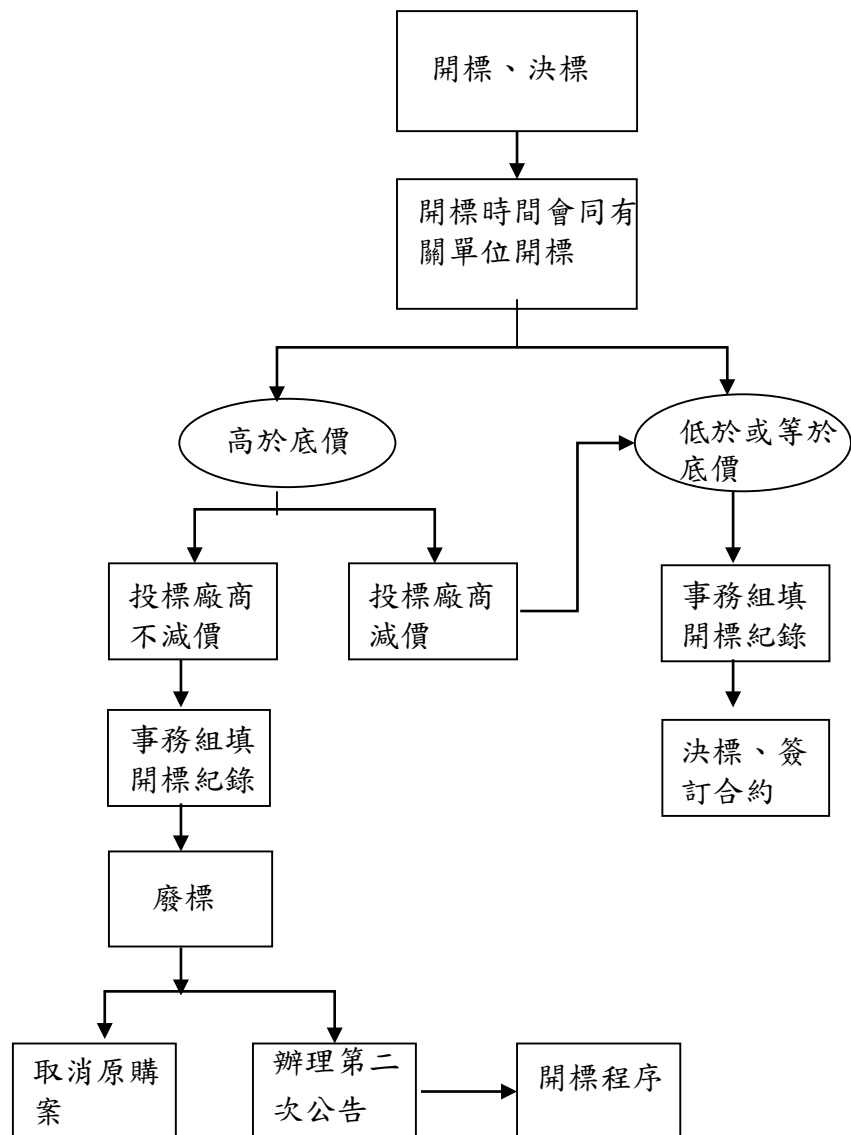 開標、決標
開標時間會同有
關單位開標
高於底價
低於或等於
底價
投標廠商
不減價
投標廠商
減價
事務組填
開標紀錄
事務組填
開標紀錄
決標、簽
訂合約
廢標
取消原購
案
辦理第二
次公告
開標程序